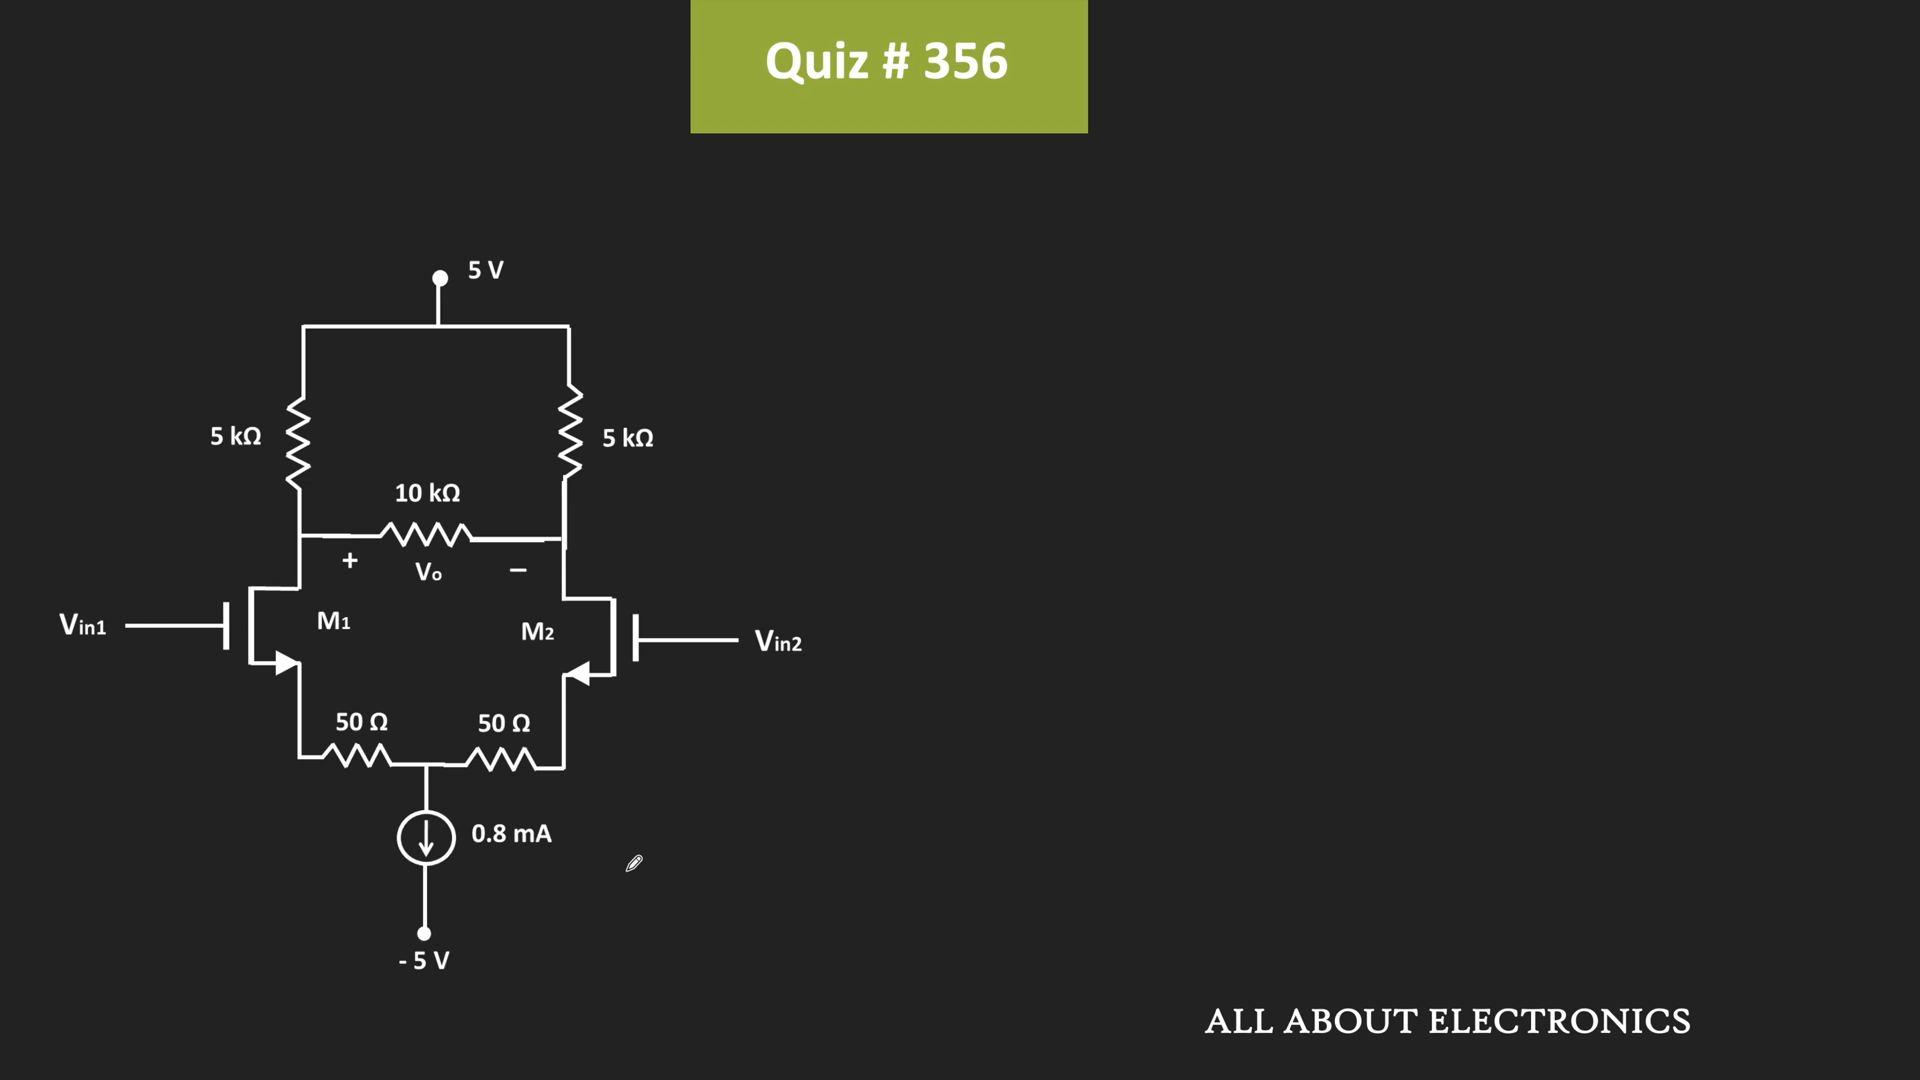 Quiz # 356
5 V
5 kΩ
5 kΩ
10 kΩ
+
Vo
–
Vin1
M1
M2
Vin2
50 Ω
50 Ω
0.8 mA
- 5 V
ALL ABOUT ELECTRONICS